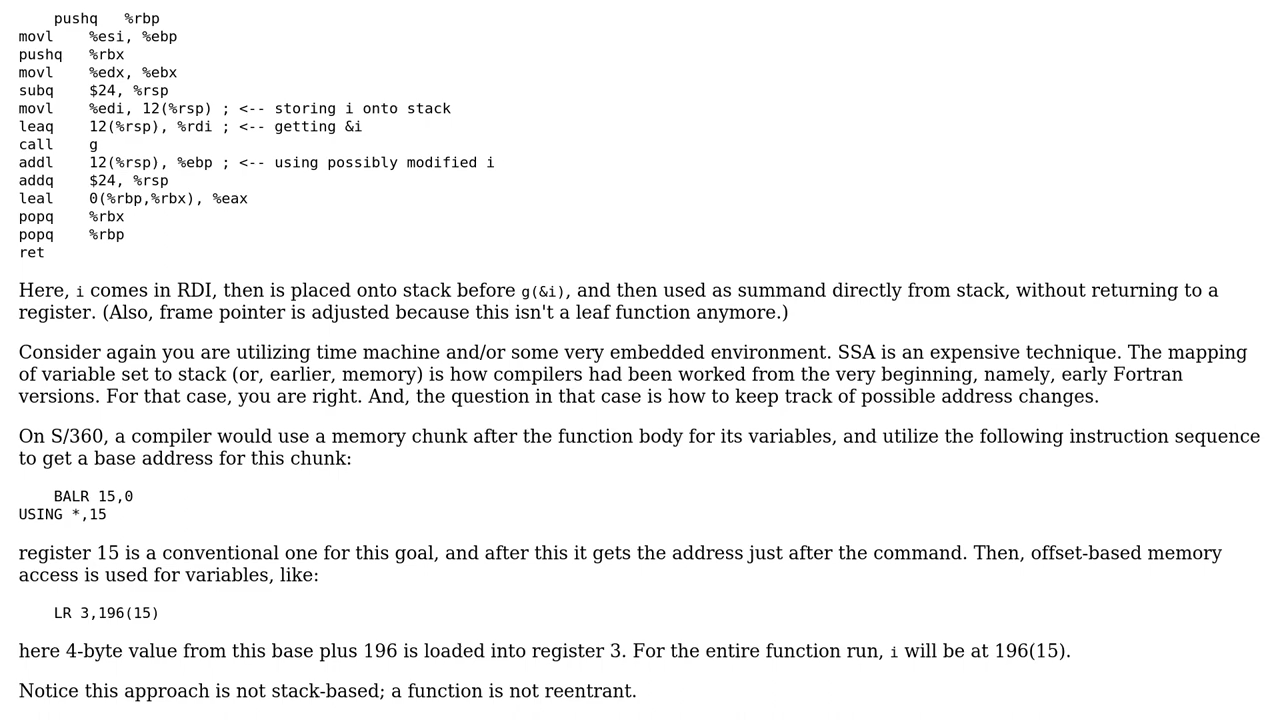 pushq   %rbp
movl    %esi, %ebp
pushq   %rbx
movl    %edx, %ebx
subq    $24, %rsp
movl    %edi, 12(%rsp) ; <-- storing i onto stack
leaq    12(%rsp), %rdi ; <-- getting &i
call    g
addl    12(%rsp), %ebp ; <-- using possibly modified i
addq    $24, %rsp
leal    0(%rbp,%rbx), %eax
popq    %rbx
popq    %rbp
ret
Here, i comes in RDI, then is placed onto stack before g(&i), and then used as summand directly from stack, without returning to a
register. (Also, frame pointer is adjusted because this isn't a leaf function anymore.)
Consider again you are utilizing time machine and/or some very embedded environment. SSA is an expensive technique. The mapping
of variable set to stack (or, earlier, memory) is how compilers had been worked from the very beginning, namely, early Fortran
versions. For that case, you are right. And, the question in that case is how to keep track of possible address changes.
On S/360, a compiler would use a memory chunk after the function body for its variables, and utilize the following instruction sequence
to get a base address for this chunk:
BALR 15,0
USING *,15
register 15 is a conventional one for this goal, and after this it gets the address just after the command. Then, offset-based memory
access is used for variables, like:
LR 3,196(15)
here 4-byte value from this base plus 196 is loaded into register 3. For the entire function run, i will be at 196(15).
Notice this approach is not stack-based; a function is not reentrant.